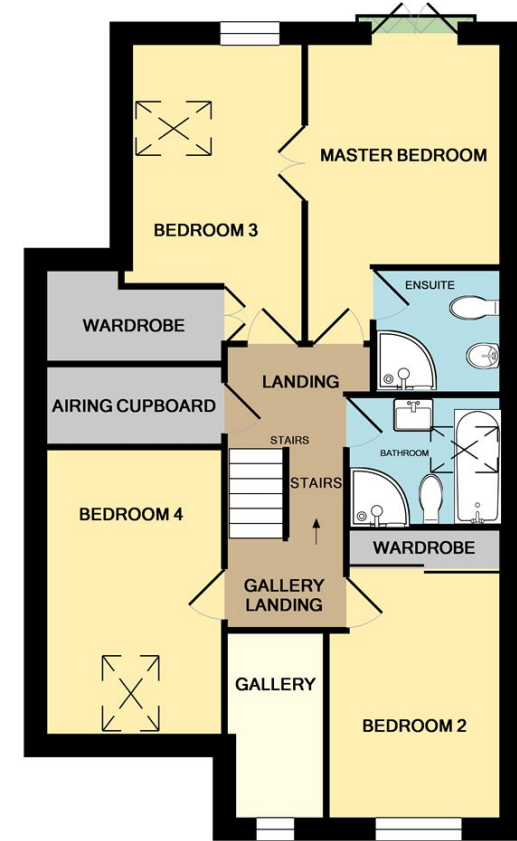 MASTER BEDROOM
BEDROOM 3
ENSUITE
WARDROBE
LANDING
AIRING CUPBOARD
STAIRS
BATHROOM
STAIRS
BEDROOM 4
WARDROBE
GALLERY
LANDING
GALLERY
BEDROOM 2